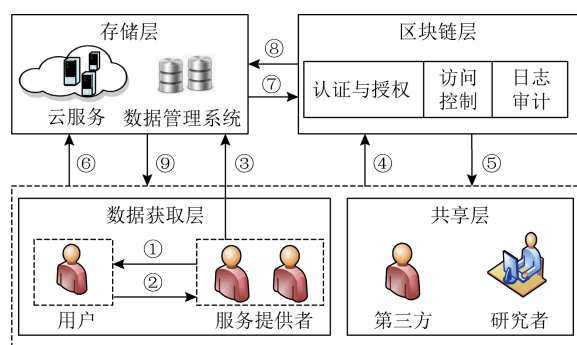 存储层
云服务
数据管理系统
⑧
⑦
区块链层
认证与授权
访问
控制
日志
审计
⑥
⑨
③
④
⑤
数据获取层
①
②
用户
服务提供者
共享层
第三方
研究者